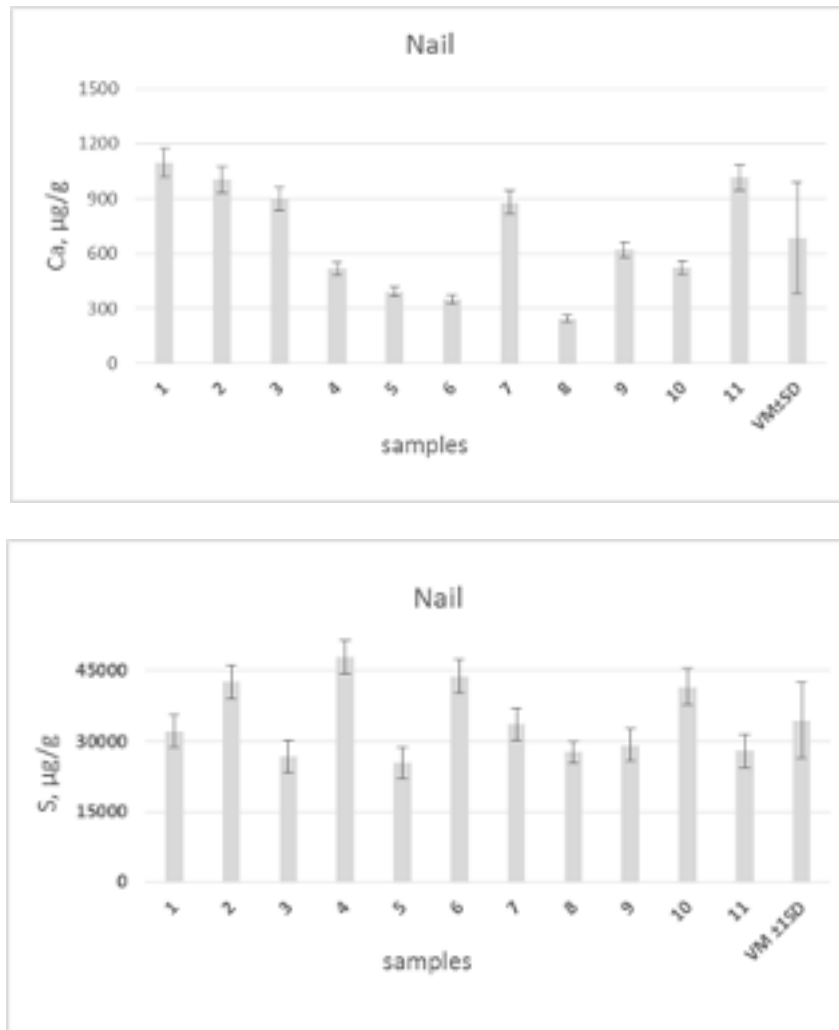 Nail
Ca, µg/g
1500
1200
900
600
300
0
1 2 3 4 5 6 7 8 9 10 11 VM±SD
samples
Nail
S, µg/g
45000
30000
15000
0
1 2 3 4 5 6 7 8 9 10 11 VM ±1SD
samples